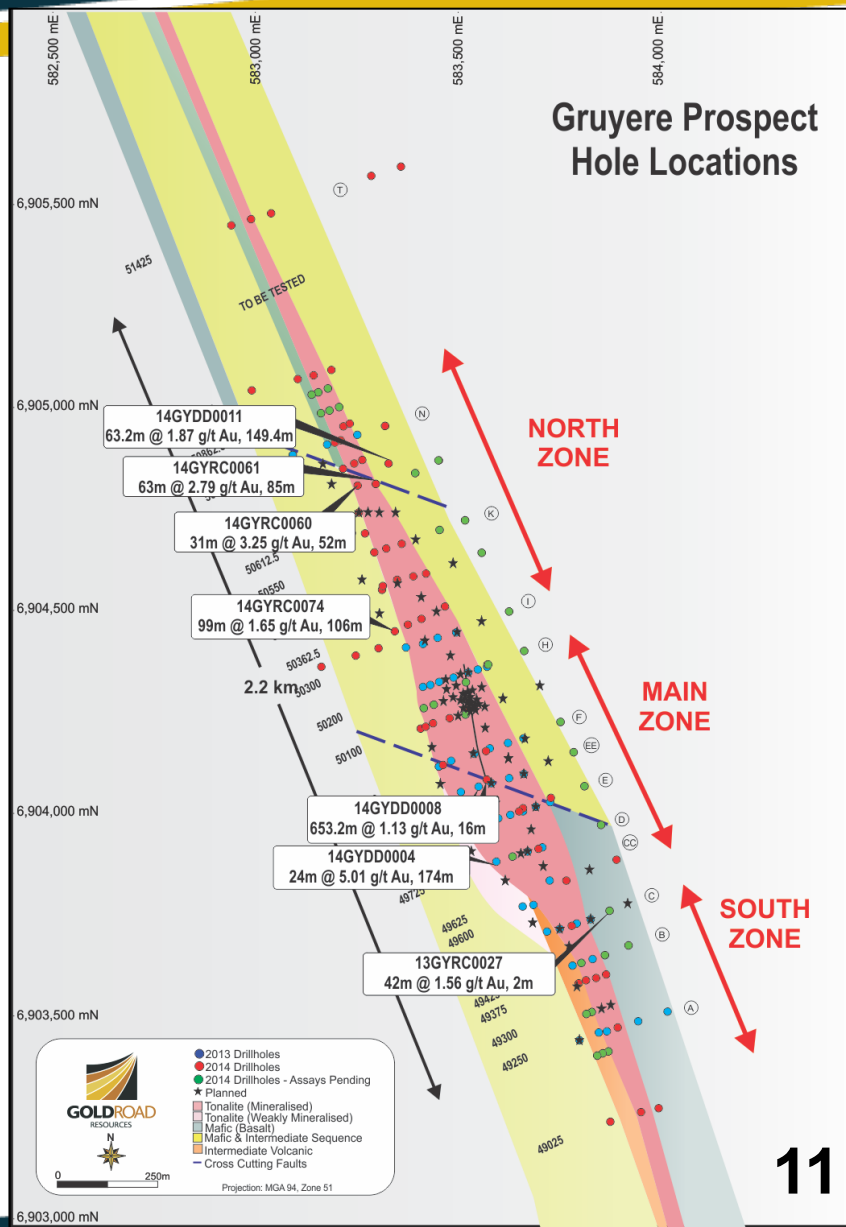 582,500 mE
583,000 mE
583,500 mE
584,000 mE
Gruyere Prospect
Hole Locations
6,905,500 mN
T
51425
TO BE TESTED
6,905,000 mN
N
14GYDD0011
63.2m @ 1.87 g/t Au, 149.4m
NORTH
ZONE
14GYRC0061
63m @ 2.79 g/t Au, 85m
K
14GYRC0060
31m @ 3.25 g/t Au, 52m
50612.5
50550
6,904,500 mN
I
14GYRC0074
99m @ 1.65 g/t Au, 106m
H
50362.5
50300
2.2 km
MAIN
ZONE
50200
F
EE
50100
E
6,904,000 mN
14GYDD0008
653.2m @ 1.13 g/t Au, 16m
D
CC
14GYDD0004
24m @ 5.01 g/t Au, 174m
49725
C
SOUTH
ZONE
49625
49600
B
13GYRC0027
42m @ 1.56 g/t Au, 2m
49425
49375
6,903,500 mN
A
49300
49250
49025
GOLDROAD
RESOURCES
N
0 250m
2013 Drillholes
2014 Drillholes
2014 Drillholes - Assays Pending
Planned
Tonalite (Mineralised)
Tonalite (Weakly Mineralised)
Mafic (Basalt)
Mafic & Intermediate Sequence
Intermediate Volcanic
Cross Cutting Faults
Projection: MGA 94, Zone 51
11
6,903,000 mN